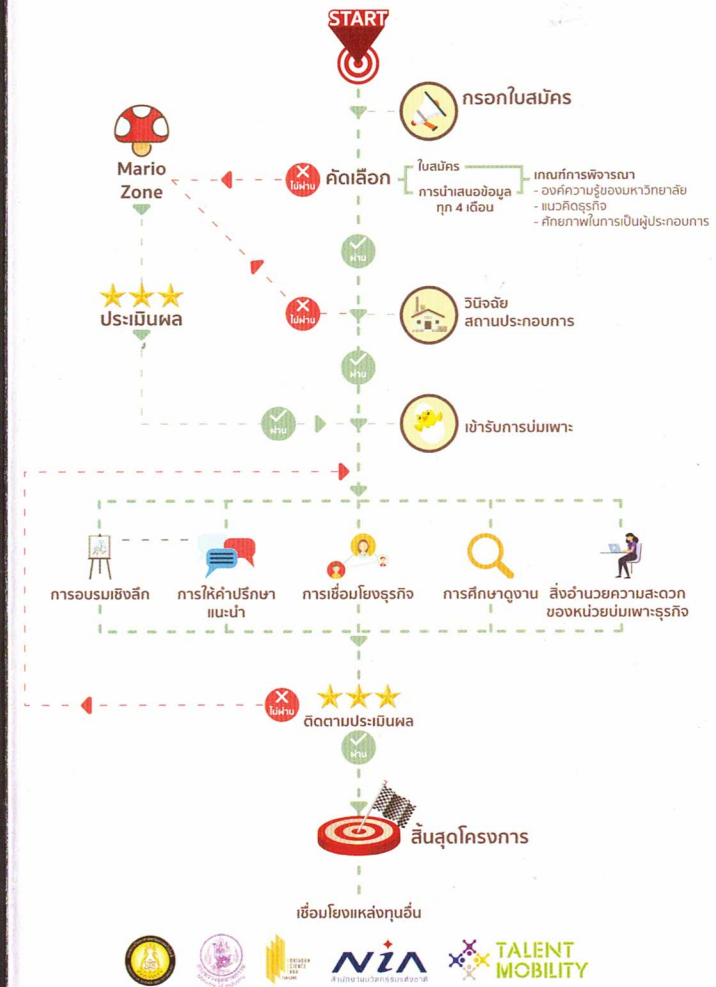 START
กรอกใบสมัคร
Mario
Zone
ไม่ผ่าน
คัดเลือก
ใบสมัคร
การนำเสนอข้อมูล
ทุก 4 เดือน
เกณฑ์การพิจารณา
- องค์ความรู้ของมหาวิทยาลัย
- แนวคิดธุรกิจ
- ศักยภาพในการเป็นผู้ประกอบการ
ผ่าน
ประเมินผล
ไม่ผ่าน
วินิจฉัย
สถานประกอบการ
ผ่าน
ผ่าน
เข้ารับการบ่มเพาะ
การอบรมเชิงลึก
การให้คำปรึกษา
แนะนำ
การเชื่อมโยงธุรกิจ
การศึกษาดูงาน
สิ่งอำนวยความสะดวก
ของหน่วยบ่มเพาะธุรกิจ
ไม่ผ่าน
ติดตามประเมินผล
ผ่าน
สิ้นสุดโครงการ
เชื่อมโยงแหล่งทุนอื่น
NIA
สำนักงานนวัตกรรมแห่งชาติ
TALENT
MOBILITY